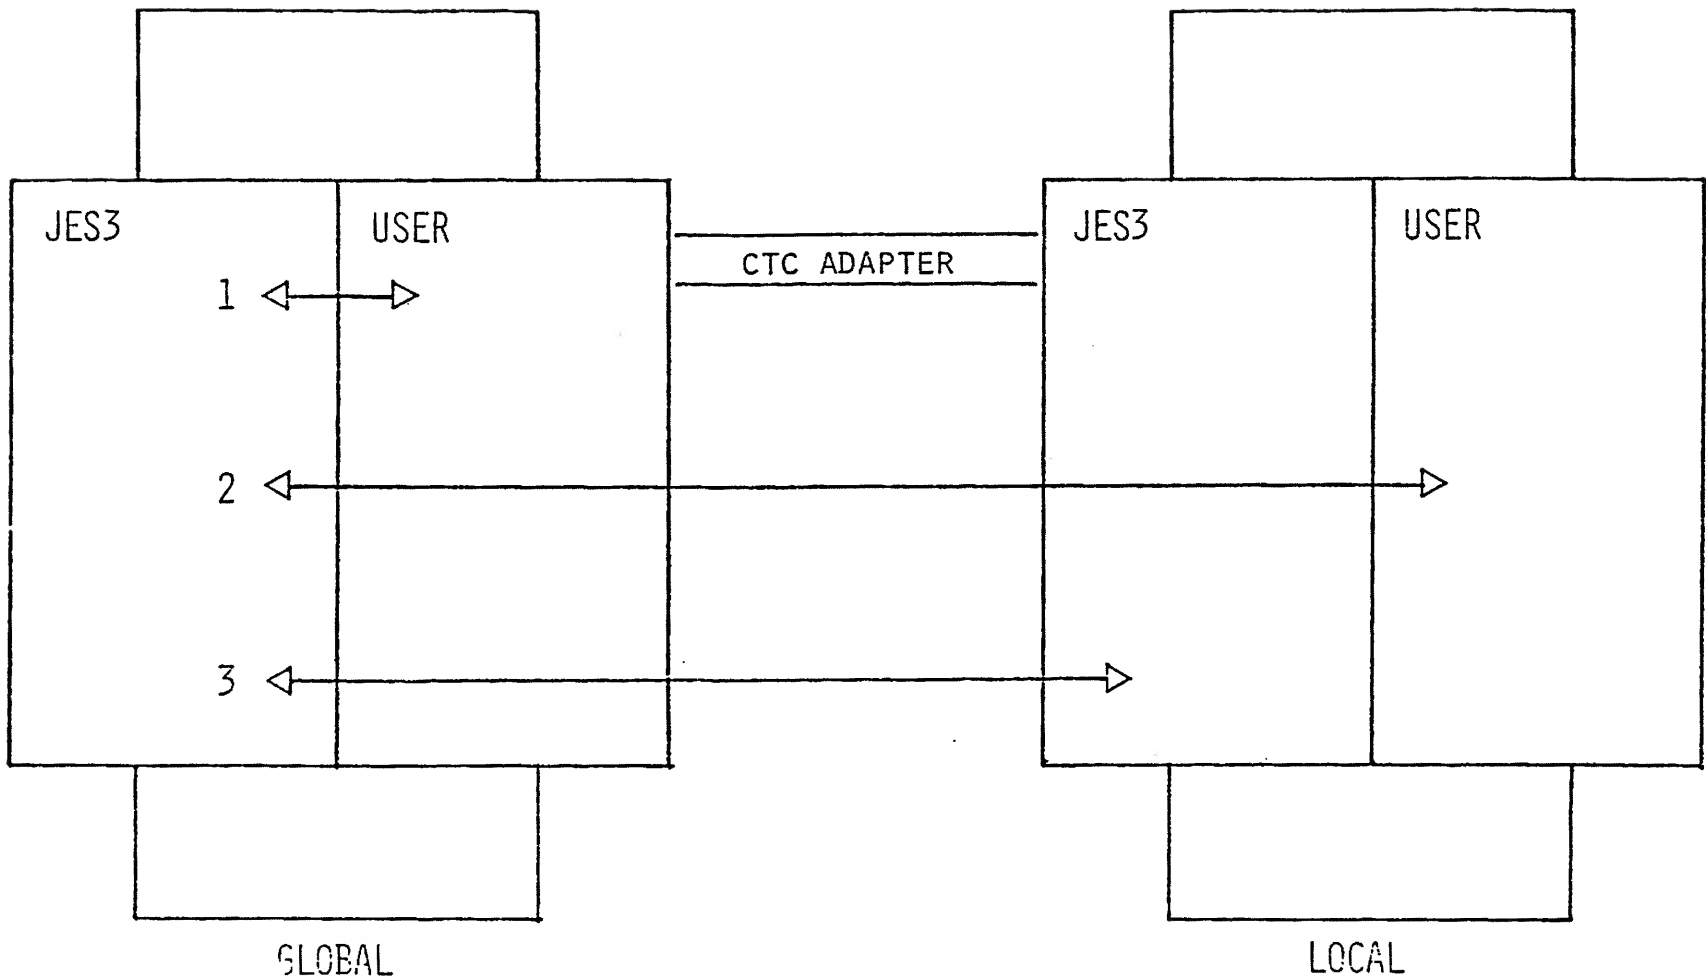 JES3
USER
CTC ADAPTER
JES3
USER
1
2
3
GLOBAL
LOCAL